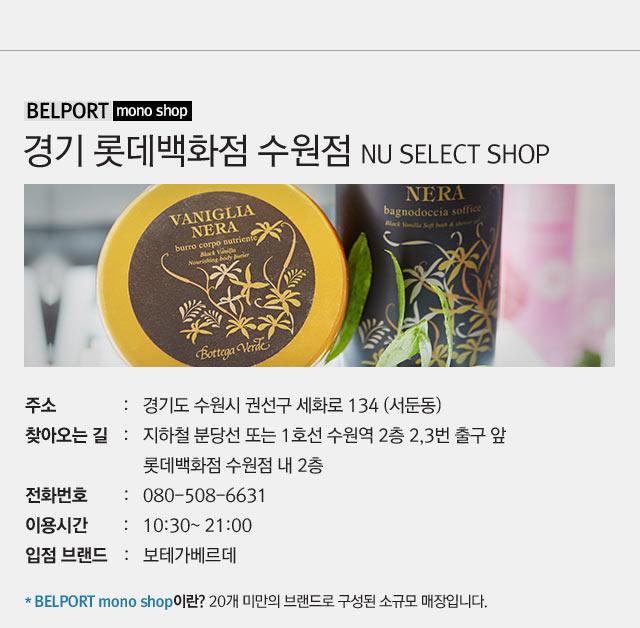 BELPORT mono shop
경기 롯데백화점 수원점 NU SELECT SHOP
VANIGLIA
NERA
burro corpo nutriente
Black Vanilla
Nourishing body butter
Bottega Verde
NERA
bagnodoccia soffice
Black Vanilla Soft bath & shower gel
주소 : 경기도 수원시 권선구 세화로 134 (서둔동)
찾아오는 길 : 지하철 분당선 또는 1호선 수원역 2층 2,3번 출구 앞
롯데백화점 수원점 내 2층
전화번호 : 080-508-6631
이용시간 : 10:30~ 21:00
입점 브랜드 : 보테가베르데
* BELPORT mono shop이란? 20개 미만의 브랜드로 구성된 소규모 매장입니다.